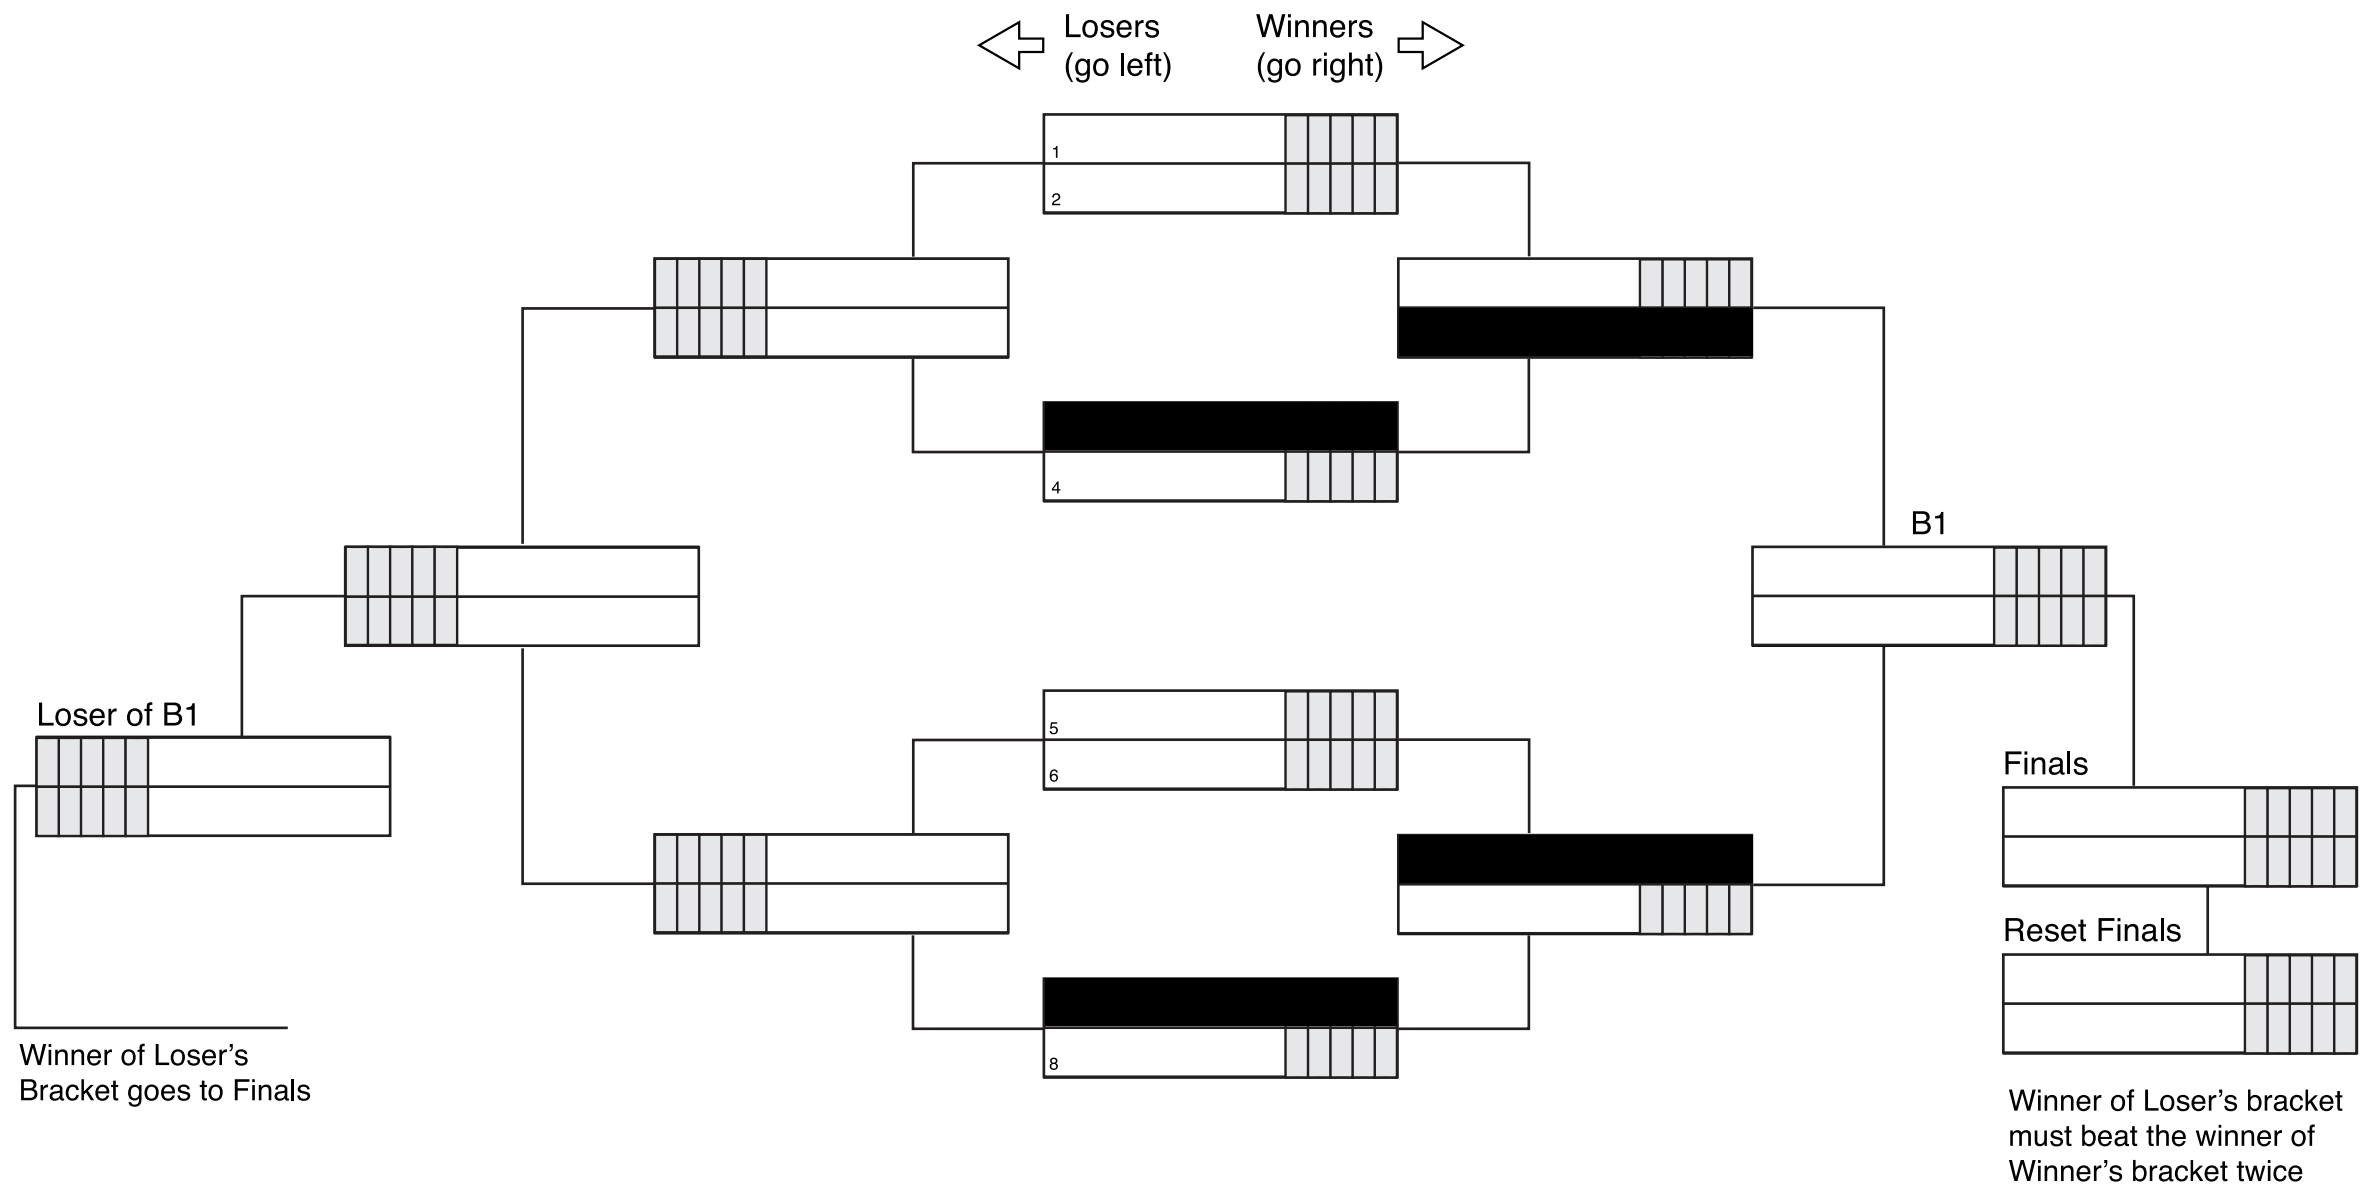 Losers
(go left)
Winners
(go right)
1
2
4
B1
5
6
Loser of B1
Finals
Reset Finals
8
Winner of Loser’s
Bracket goes to Finals
Winner of Loser’s bracket
must beat the winner of
Winner’s bracket twice